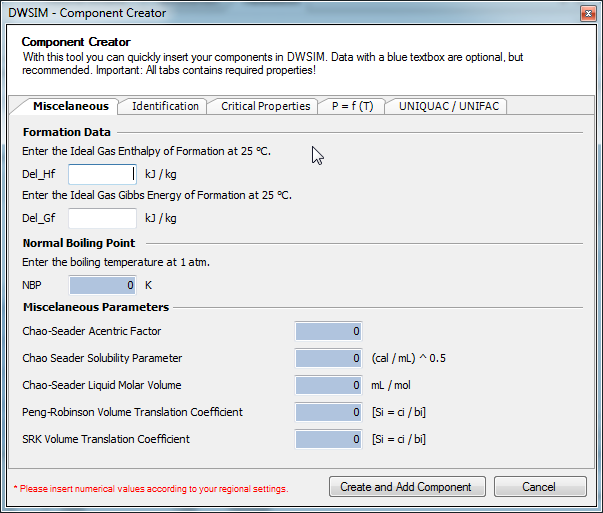 DWSIM - Component Creator
Component Creator
With this tool you can quickly insert your components in DWSIM. Data with a blue textbox are optional, but
recommended. Important: All tabs contains required properties!
Miscelaneous Identification Critical Properties P = f (T) UNIQUAC / UNIFAC
Formation Data
Enter the Ideal Gas Enthalpy of Formation at 25 ºC.
Del_Hf kJ / kg
Enter the Ideal Gas Gibbs Energy of Formation at 25 ºC.
Del_Gf kJ / kg
Normal Boiling Point
Enter the boiling temperature at 1 atm.
NBP 0 K
Miscelaneous Parameters
Chao-Seader Acentric Factor 0
Chao Seader Solubility Parameter 0 (cal / mL) ^ 0.5
Chao-Seader Liquid Molar Volume 0 mL / mol
Peng-Robinson Volume Translation Coefficient 0 [Si = ci / bi]
SRK Volume Translation Coefficient 0 [Si = ci / bi]
* Please insert numerical values according to your regional settings. Create and Add Component Cancel